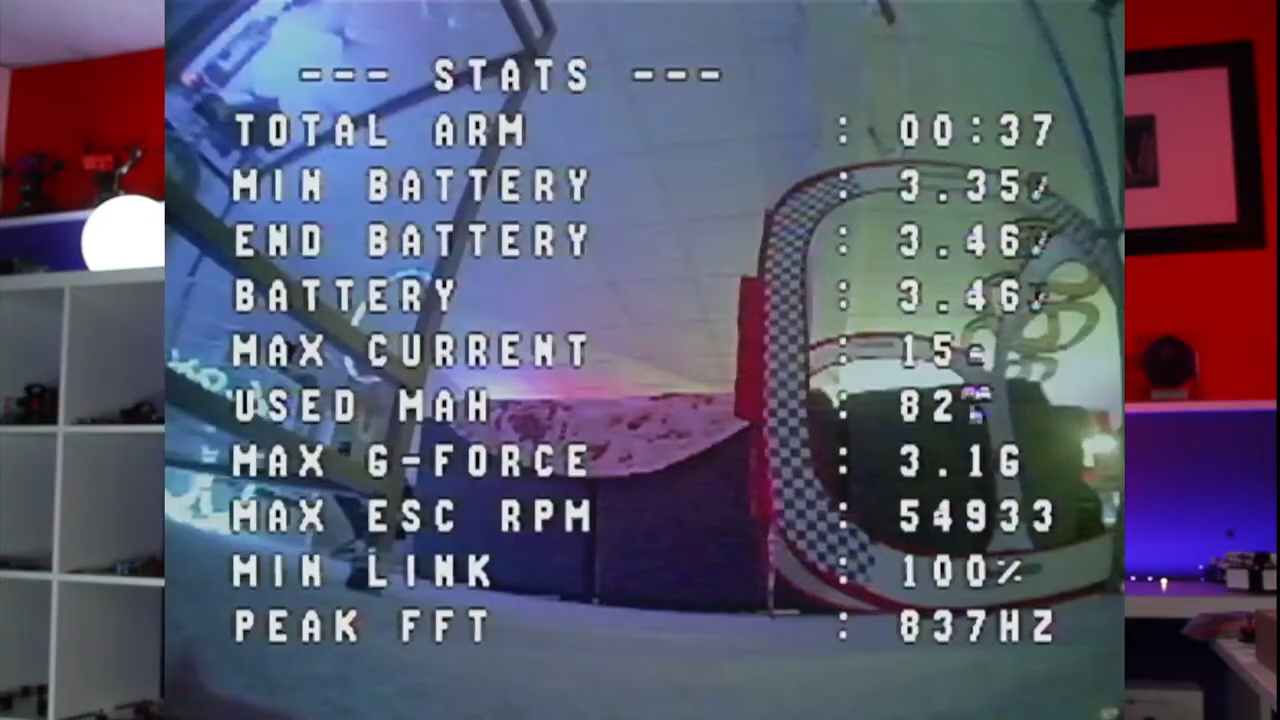 --- STATS ---
TOTAL ARM : 00:37
MIN BATTERY : 3.35V
END BATTERY : 3.46V
BATTERY : 3.46V
MAX CURRENT : 15A
USED MAH : 82
MAX G-FORCE : 3.1G
MAX ESC RPM : 54933
MIN LINK : 100%
PEAK FFT : 837HZ